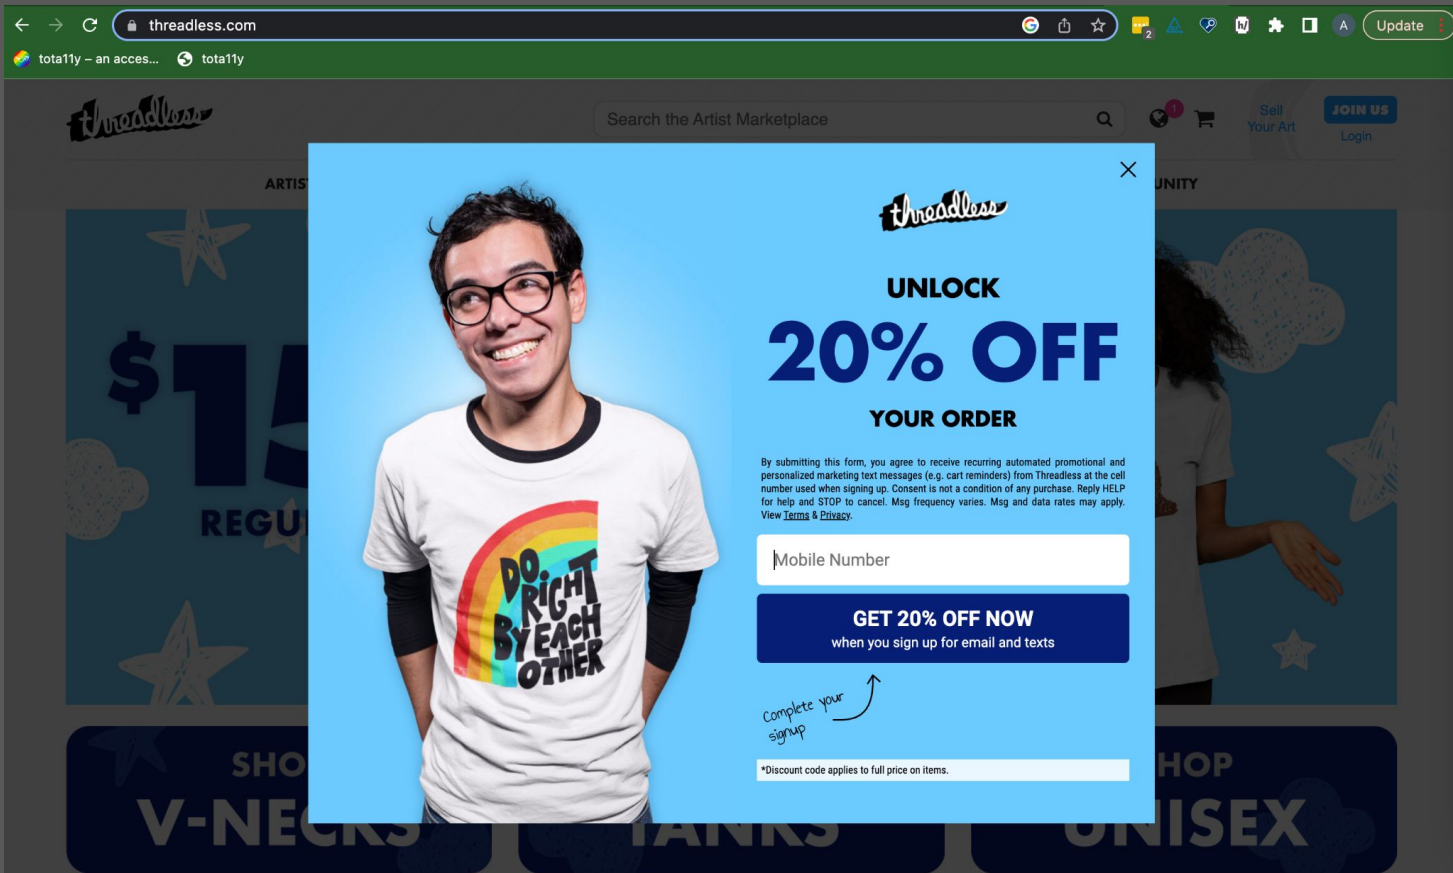 threadless.com
2
A
Update
tota11y – an acces...
tota11y
threadless
Search the Artist Marketplace
1
Sell
Your Art
JOIN US
Login
ARTIS
UNITY
$15
REGU
threadless
UNLOCK
20% OFF
YOUR ORDER
By submitting this form, you agree to receive recurring automated promotional and
personalized marketing text messages (e.g. cart reminders) from Threadless at the cell
number used when signing up. Consent is not a condition of any purchase. Reply HELP
for help and STOP to cancel. Msg frequency varies. Msg and data rates may apply.
View Terms & Privacy.
Mobile Number
GET 20% OFF NOW
when you sign up for email and texts
Complete your
signup
*Discount code applies to full price on items.
DO
RIGHT
BY EACH
OTHER
SHO
V-NECKS
TANKS
HOP
UNISEX